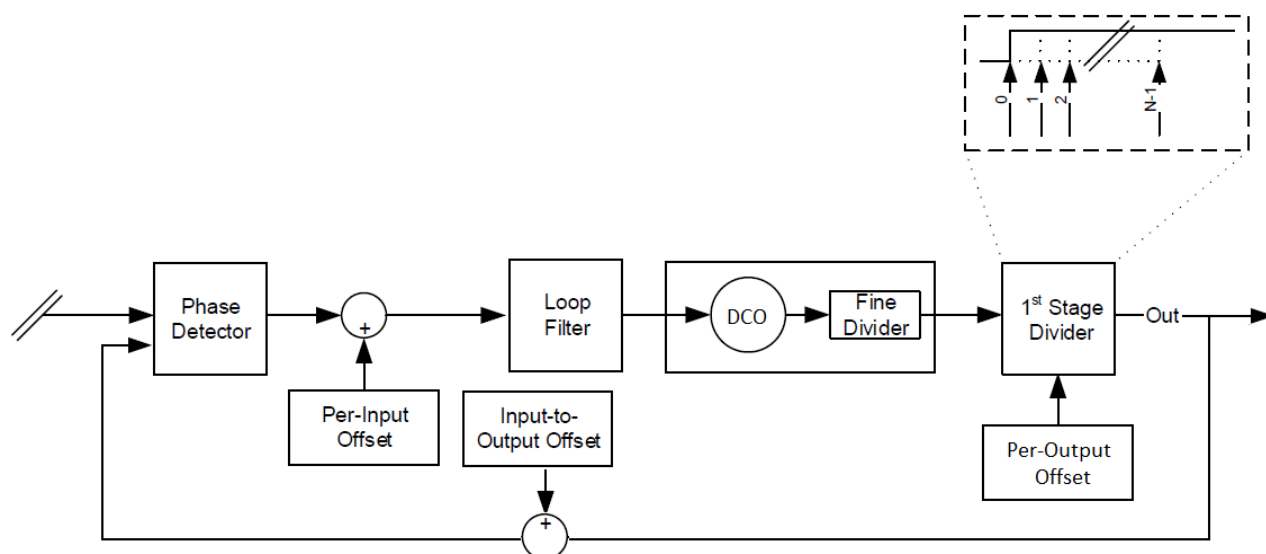 0
1
2
N-1
Phase
Detector
+
Loop
Filter
DCO
Fine
Divider
1st Stage
Divider
Out
Per-Input
Offset
Input-to-
Output Offset
Per-Output
Offset
+